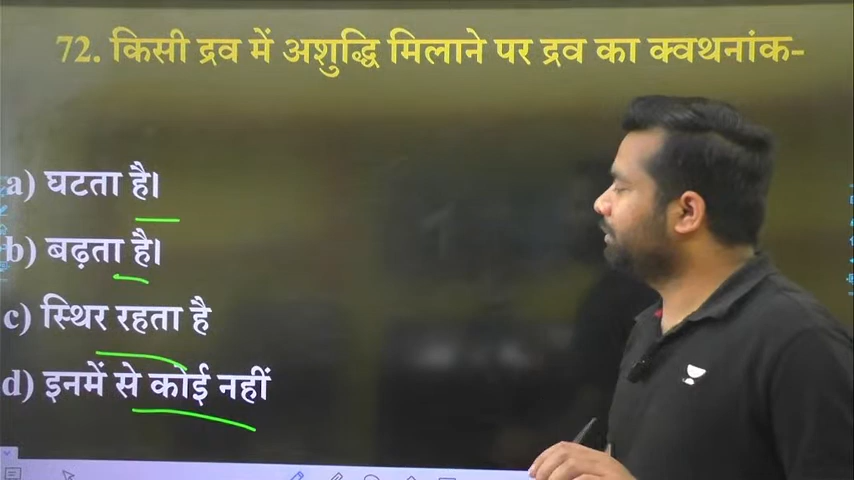 72. किसी द्रव में अशुद्धि मिलाने पर द्रव का क्वथनांक-
a) घटता है।
b) बढ़ता है।
c) स्थिर रहता है
d) इनमें से कोई नहीं